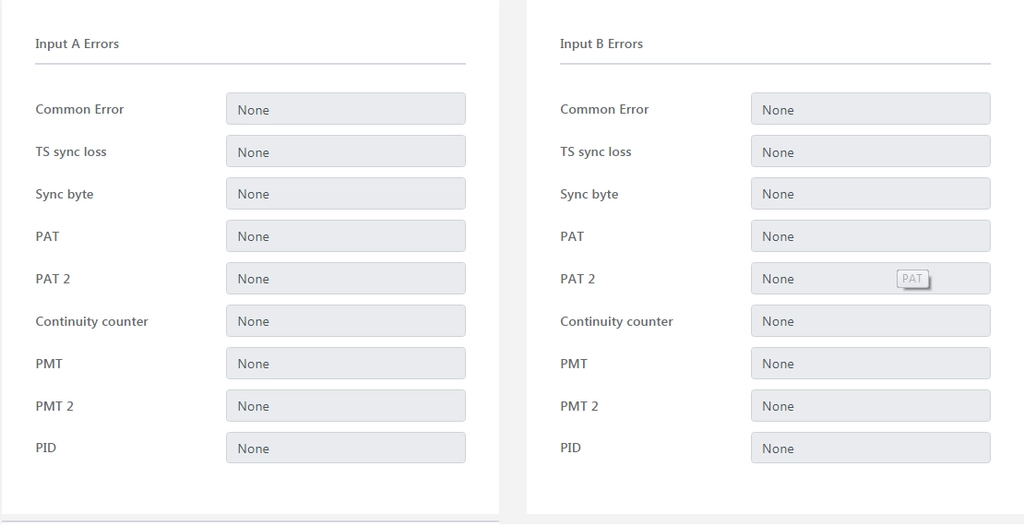 Input A Errors
Common Error None
TS sync loss None
Sync byte None
PAT None
PAT 2 None
Continuity counter None
PMT None
PMT 2 None
PID None
Input B Errors
Common Error None
TS sync loss None
Sync byte None
PAT None
PAT 2 None PAT
Continuity counter None
PMT None
PMT 2 None
PID None